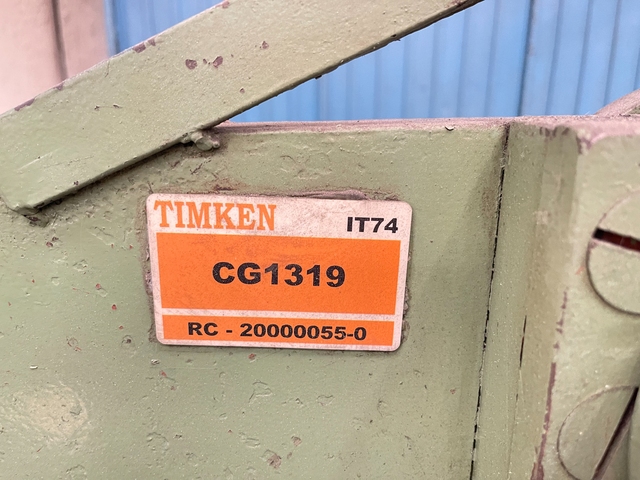 TIMKEN IT74
CG1319
RC - 20000055-0